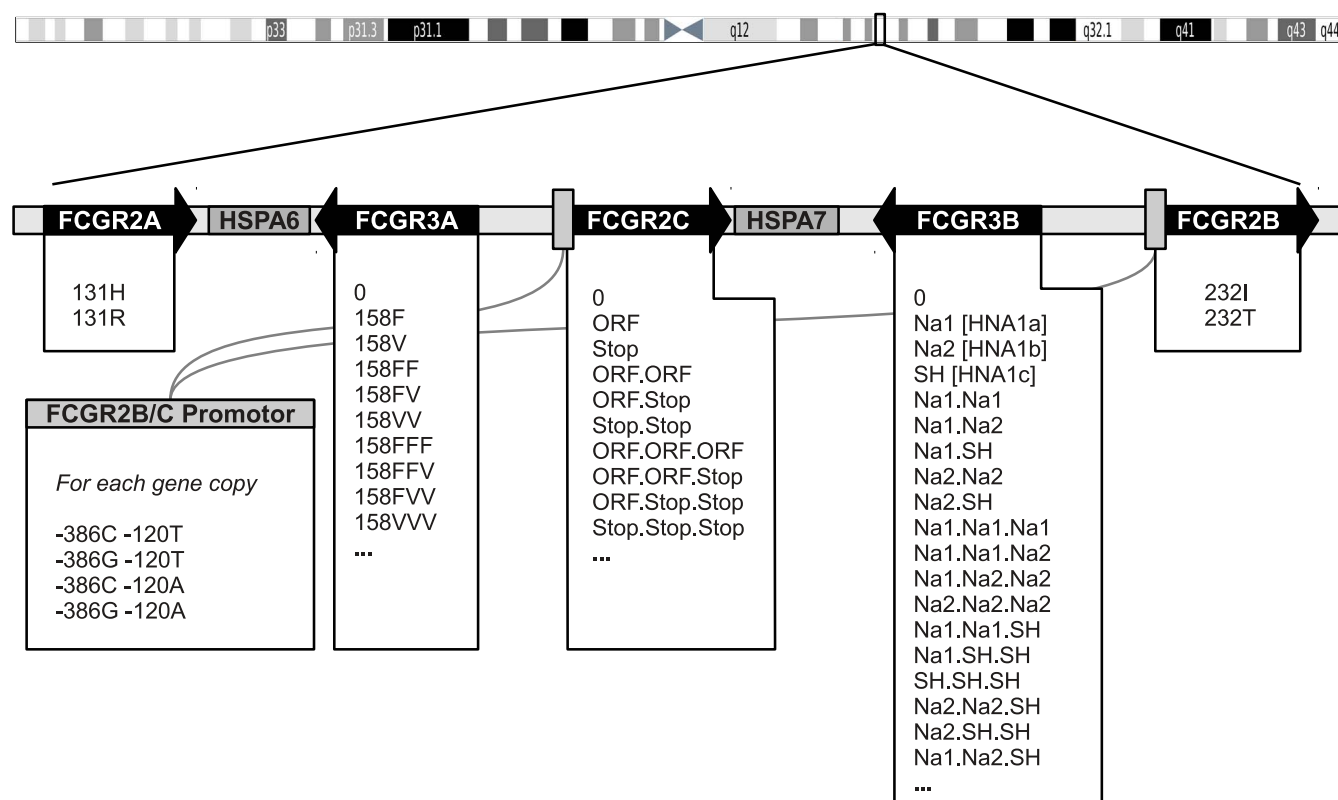 p33 p31.3 p31.1 q12 q32.1 q41 q43 q44
FCGR2A HSPA6 FCGR3A FCGR2C HSPA7 FCGR3B FCGR2B
131H
131R
FCGR2B/C Promotor
For each gene copy
-386C -120T
-386G -120T
-386C -120A
-386G -120A
0
158F
158V
158FF
158FV
158VV
158FFF
158FFV
158FVV
158VVV
...
0
ORF
Stop
ORF.ORF
ORF.Stop
Stop.Stop
ORF.ORF.ORF
ORF.ORF.Stop
ORF.Stop.Stop
Stop.Stop.Stop
...
0
Na1 [HNA1a]
Na2 [HNA1b]
SH [HNA1c]
Na1.Na1
Na1.Na2
Na1.SH
Na2.Na2
Na2.SH
Na1.Na1.Na1
Na1.Na1.Na2
Na1.Na2.Na2
Na2.Na2.Na2
Na1.Na1.SH
Na1.SH.SH
SH.SH.SH
Na2.Na2.SH
Na2.SH.SH
Na1.Na2.SH
...
232I
232T